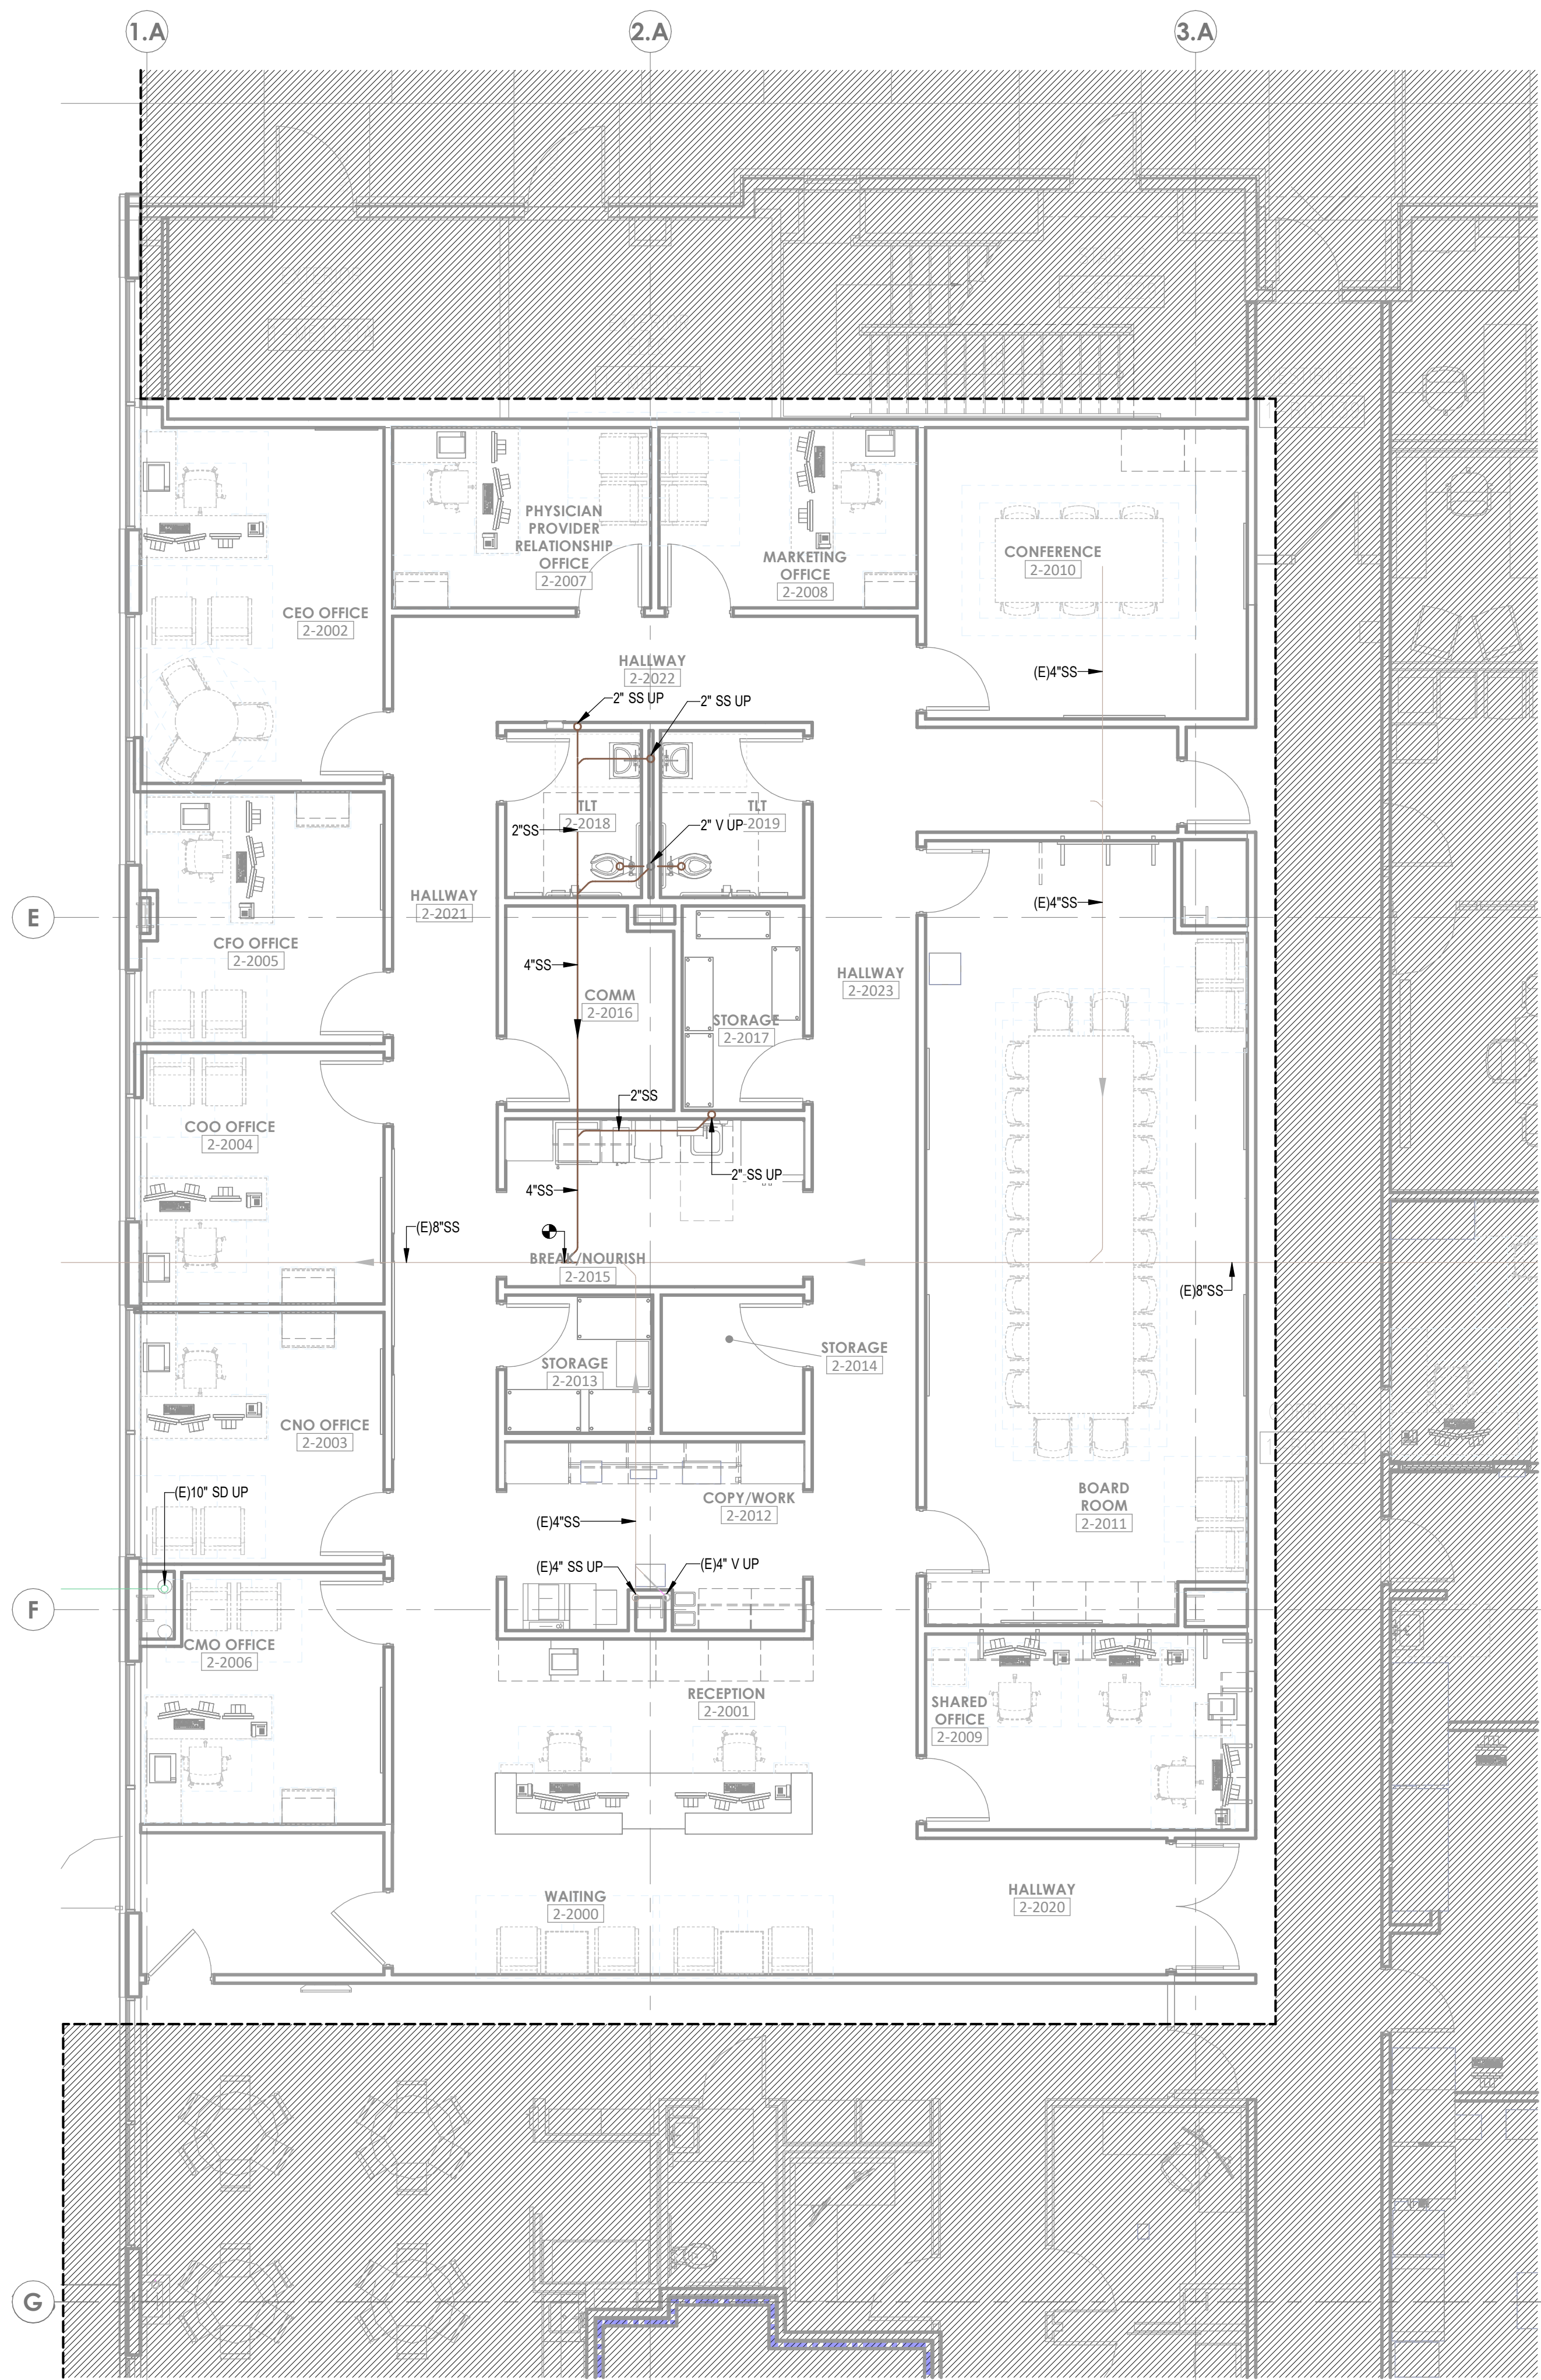 1.A
2.A
3.A
PHYSICIAN
PROVIDER
RELATIONSHIP
OFFICE
2-2007
MARKETING
OFFICE
2-2008
CONFERENCE
2-2010
CEO OFFICE
2-2002
HALLWAY
2-2022
(E)4"SS
2" SS UP
2" SS UP
TLT
2-2018
TLT
2-2019
2"SS
2" V UP
HALLWAY
2-2021
(E)4"SS
E
CFO OFFICE
2-2005
4"SS
HALLWAY
2-2023
COMM
2-2016
STORAGE
2-2017
2"SS
COO OFFICE
2-2004
2" SS UP
4"SS
(E)8"SS
BREAK/NOURISH
2-2015
(E)8"SS
STORAGE
2-2014
STORAGE
2-2013
CNO OFFICE
2-2003
(E)10" SD UP
COPY/WORK
2-2012
BOARD
ROOM
2-2011
(E)4"SS
(E)4" SS UP
(E)4" V UP
F
CMO OFFICE
2-2006
RECEPTION
2-2001
SHARED
OFFICE
2-2009
WAITING
2-2000
HALLWAY
2-2020
G